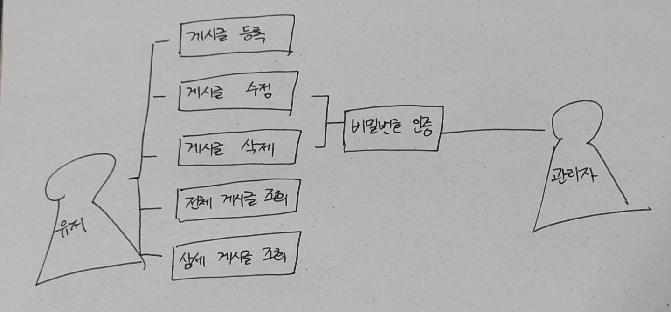 게시글 등록
게시글 수정
게시글 삭제
비밀번호 인증
유저
전체 게시글 조회
상세 게시글 조회
관리자